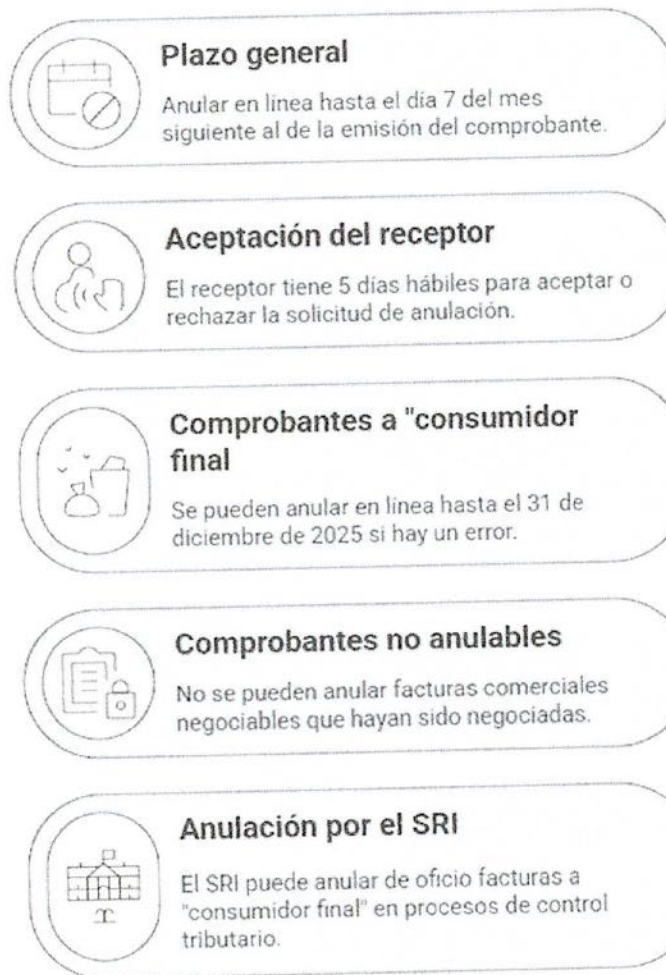 Plazo general
Anular en línea hasta el día 7 del mes
siguiente al de la emisión del comprobante.
Aceptación del receptor
El receptor tiene 5 días hábiles para aceptar o
rechazar la solicitud de anulación.
Comprobantes a "consumidor
final
Se pueden anular en línea hasta el 31 de
diciembre de 2025 si hay un error.
Comprobantes no anulables
No se pueden anular facturas comerciales
negociables que hayan sido negociadas.
Anulación por el SRI
El SRI puede anular de oficio facturas a
"consumidor final" en procesos de control
tributario.